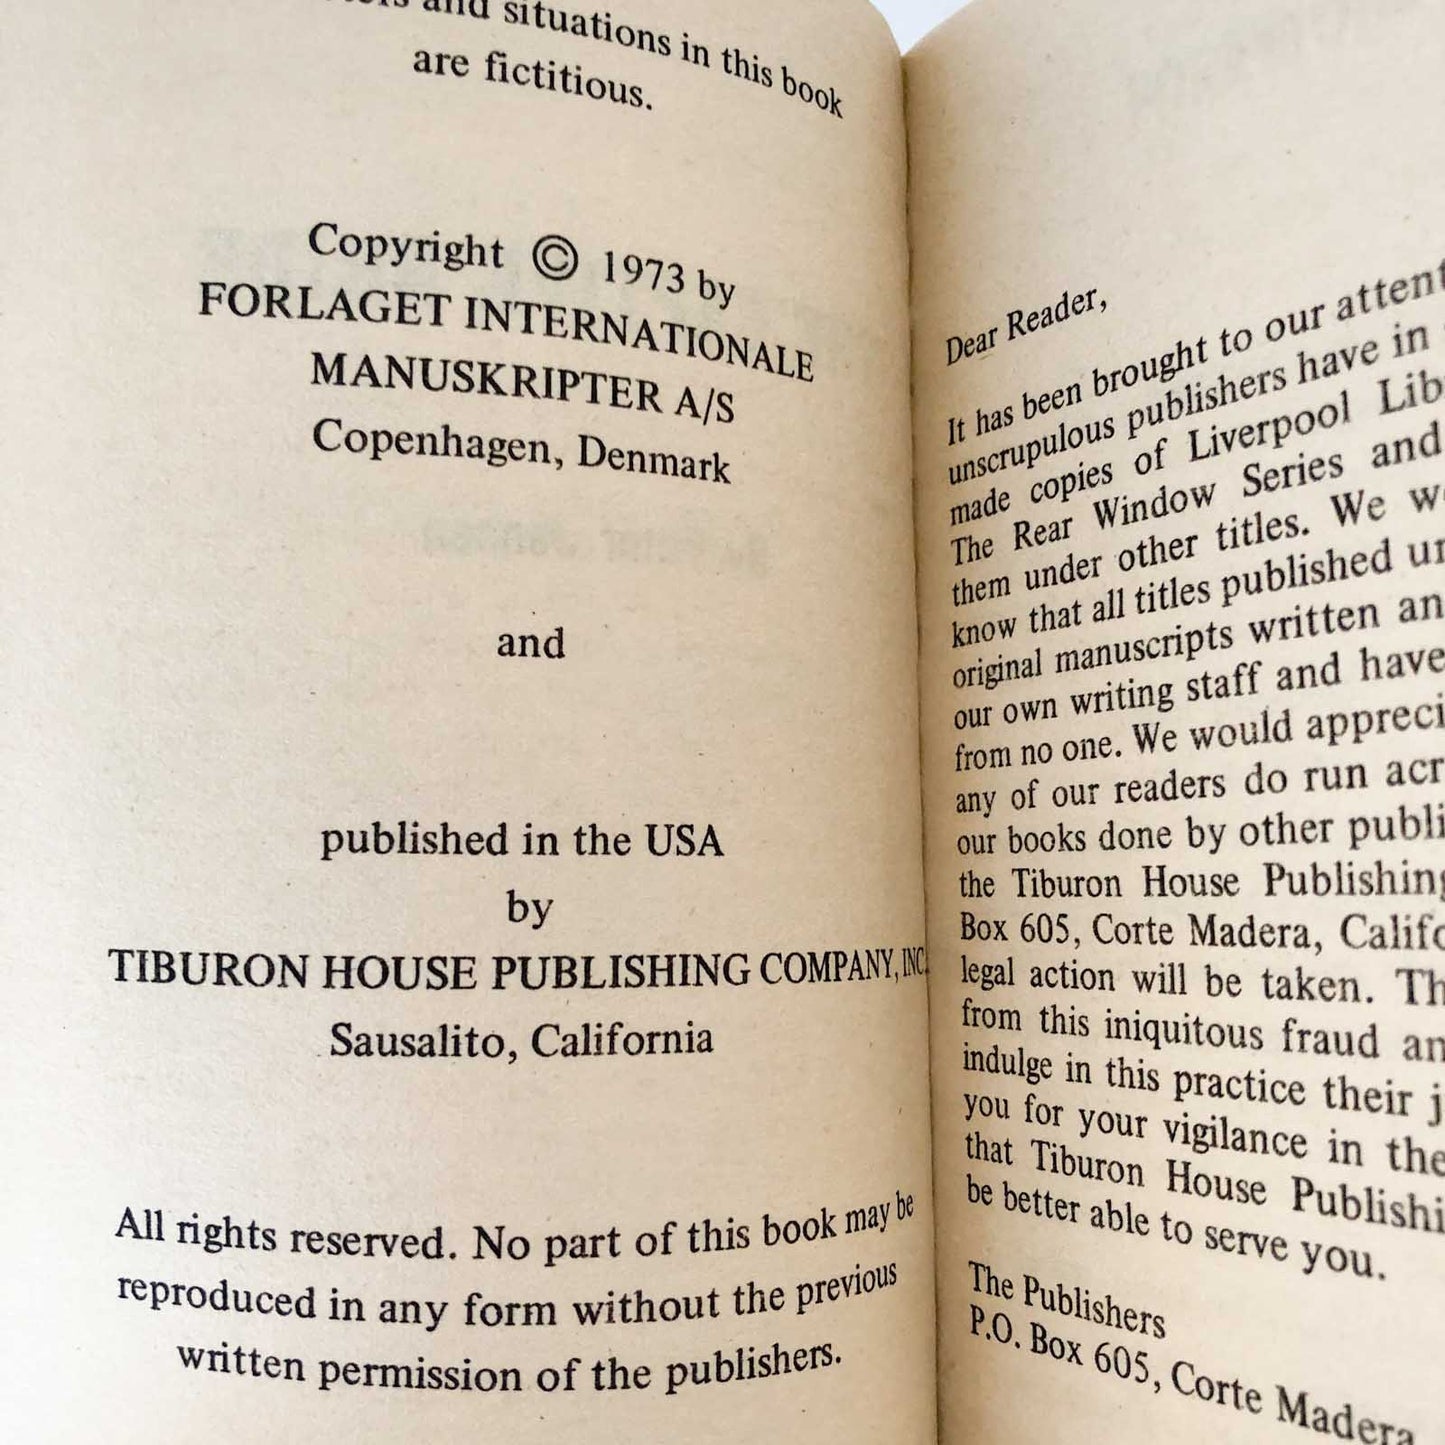 and situations in this book
are fictitious.
Copyright © 1973 by
FORLAGET INTERNATIONALE
MANUSKRIPTER A/S
Copenhagen, Denmark
and
published in the USA
by
TIBURON HOUSE PUBLISHING COMPANY, INC.
Sausalito, California
All rights reserved. No part of this book may be
reproduced in any form without the previous
written permission of the publishers.
Dear Reader,
It has been brought to our
unscrupulous publishers have in
made copies of Liverpool
The Rear Window Series and
them under other titles. We
know that all titles published
original manuscripts written
our own writing staff and have
from no one. We would
any of our readers do run
our books done by other
the Tiburon House Publishing
Box 605, Corte Madera,
legal action will be taken.
from this iniquitous fraud
indulge in this practice their
you for your vigilance in
that Tiburon House
be better able to serve you.
The Publishers
P.O. Box 605, Corte Madera